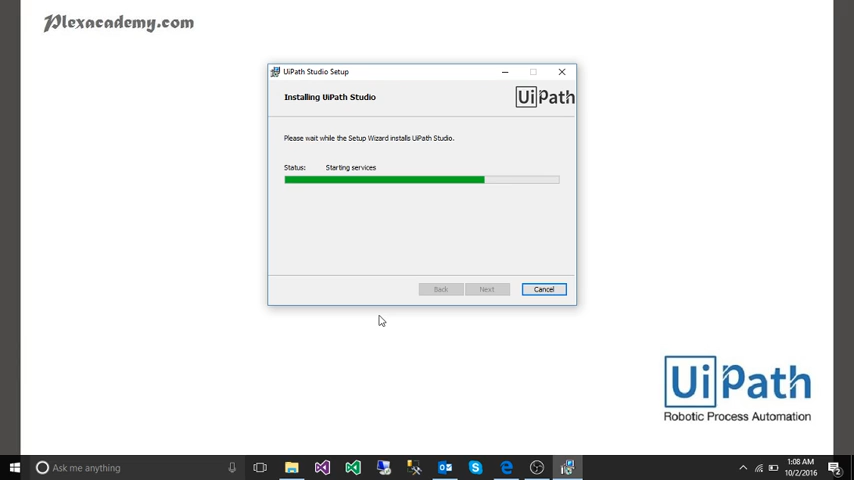 Plexacademy.com
UiPath Studio Setup
Installing UiPath Studio
UiPath
Please wait while the Setup Wizard installs UiPath Studio.
Status: Starting services
Back Next Cancel
UiPath
Robotic Process Automation
Ask me anything
1:08 AM
10/2/2016
2